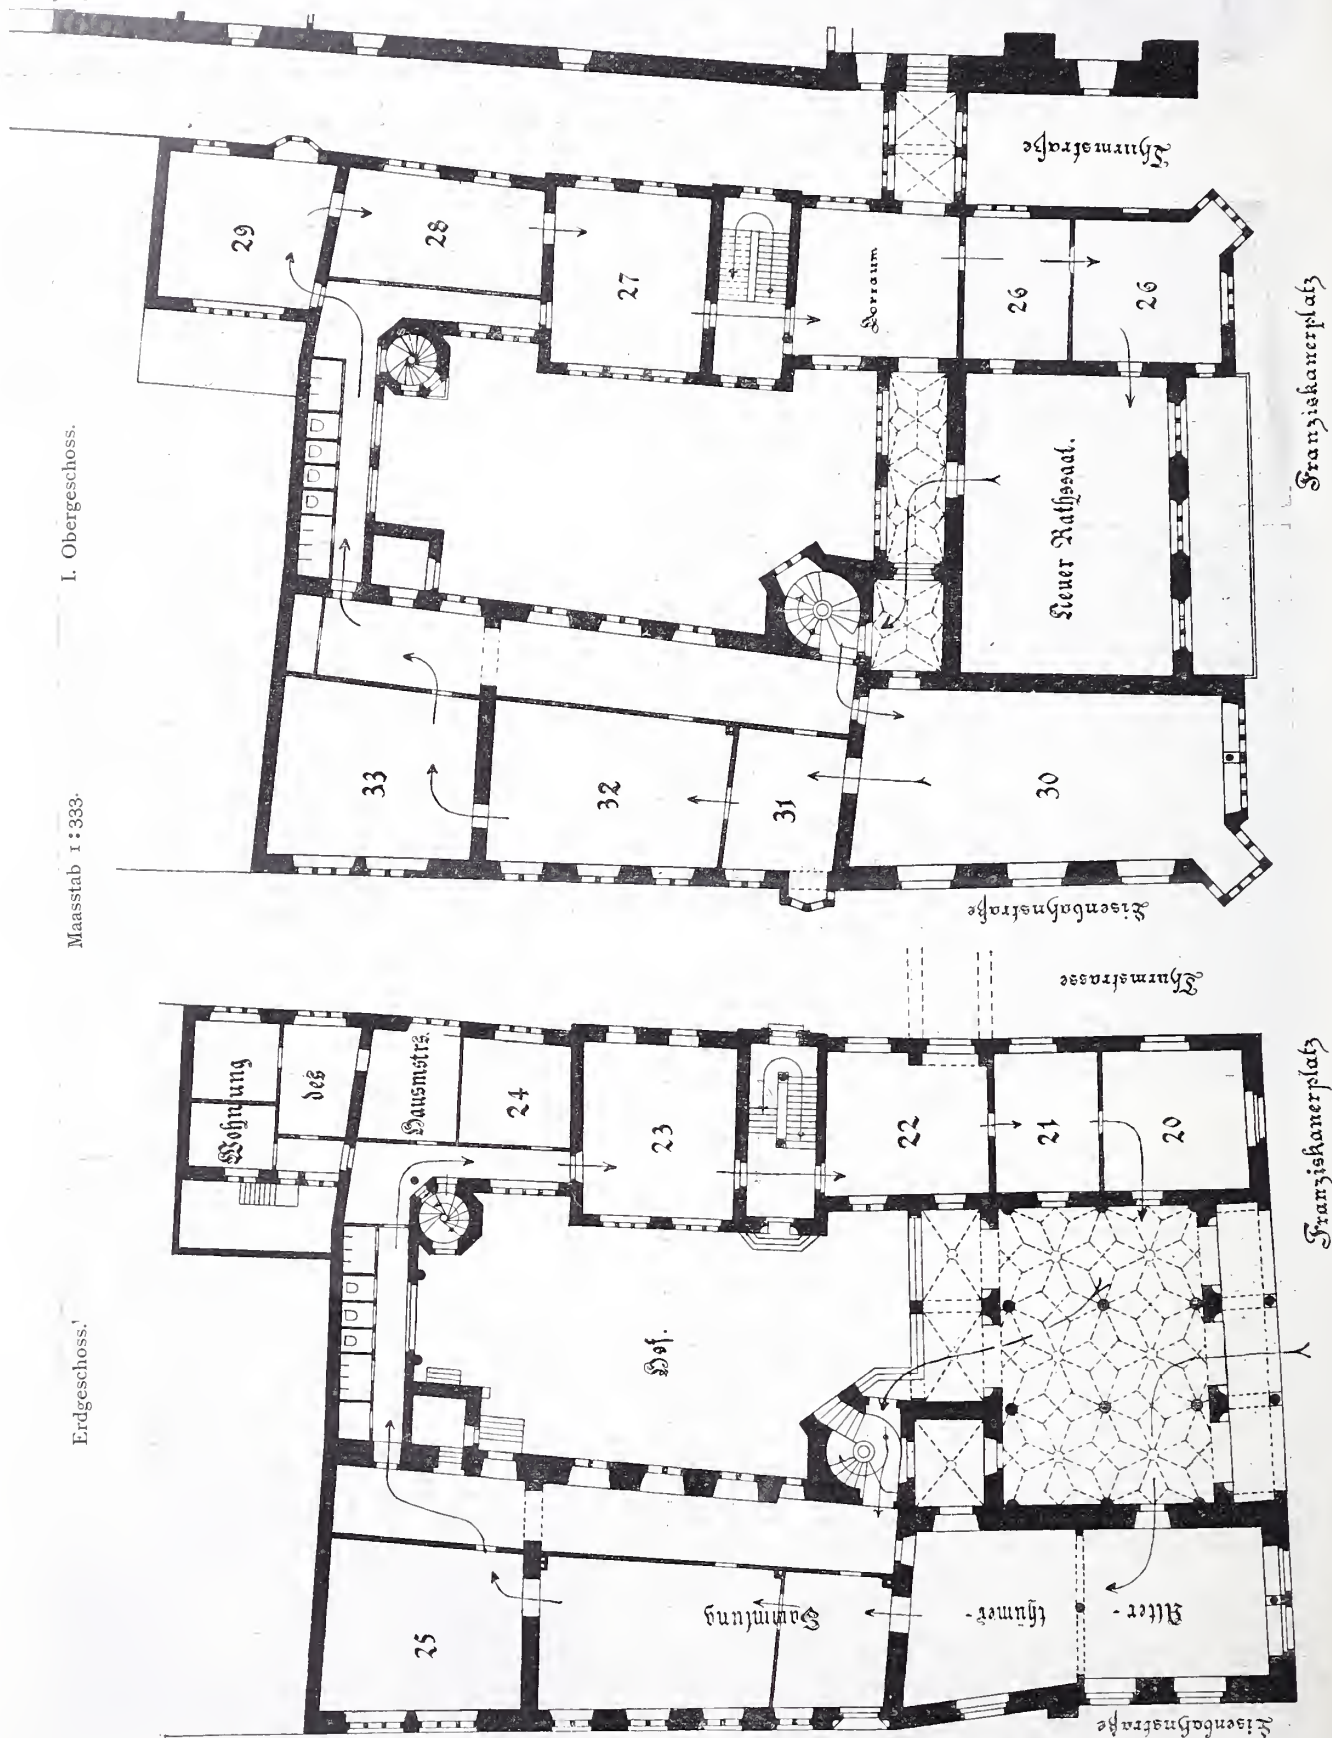 Erdgeschoss.
Maasstab 1:333.
I. Obergeschoss.
29
28
27
Vorraum
26
26
Neuer Rathssaal.
33
32
31
30
Thurmstraße
Eisenbahnstraße
Franziskanerplatz
Wohnung
des
Hausmstrs.
24
23
22
21
20
Hof.
25
Alter-
thümer-
Sammlung
Thurmstrasse
Eisenbahnstraße
Franziskanerplatz